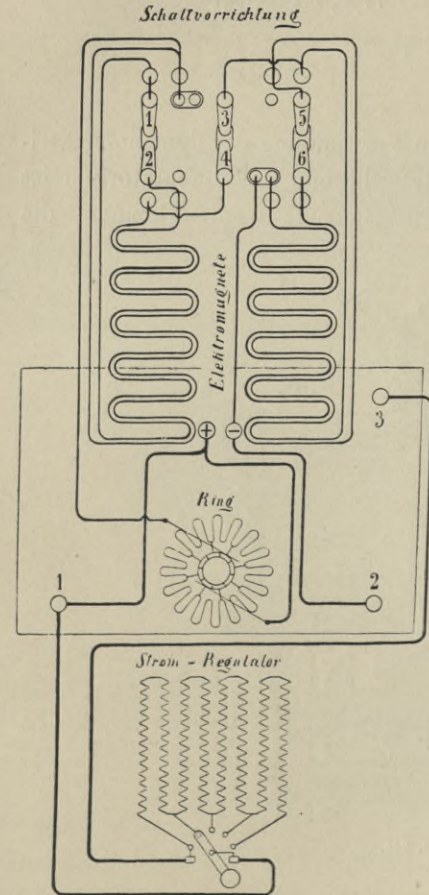 Schaltvorrichtung
1 3 5
2 4 6
Elektromagnete
+ −
3
Ring
1 2
Strom - Regulator